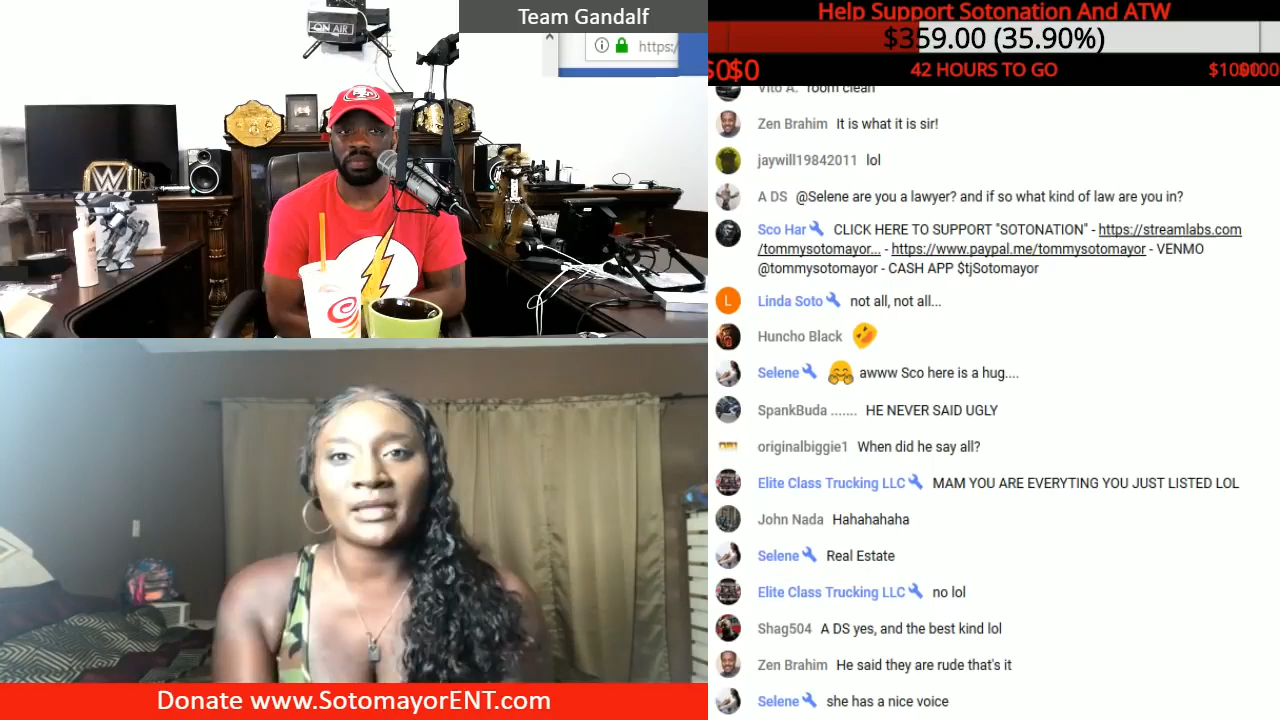 Team Gandalf
ON AIR
https:/
W
Help Support Sotonation And ATW
$359.00 (35.90%)
42 HOURS TO GO
Vito A. room clean
Zen Brahim It is what it is sir!
jaywill19842011 lol
A DS @Selene are you a lawyer? and if so what kind of law are you in?
Sco Har CLICK HERE TO SUPPORT "SOTONATION" - https://streamlabs.com
/tommysotomayor... - https://www.paypal.me/tommysotomayor - VENMO
@tommysotomayor - CASH APP $tjSotomayor
L Linda Soto not all, not all...
Huncho Black
Selene awww Sco here is a hug....
SpankBuda ....... HE NEVER SAID UGLY
originalbiggie1 When did he say all?
Elite Class Trucking LLC MAM YOU ARE EVERYTING YOU JUST LISTED LOL
John Nada Hahahahaha
Selene Real Estate
Elite Class Trucking LLC no lol
Shag504 A DS yes, and the best kind lol
Zen Brahim He said they are rude that's it
Selene she has a nice voice
Donate www.SotomayorENT.com